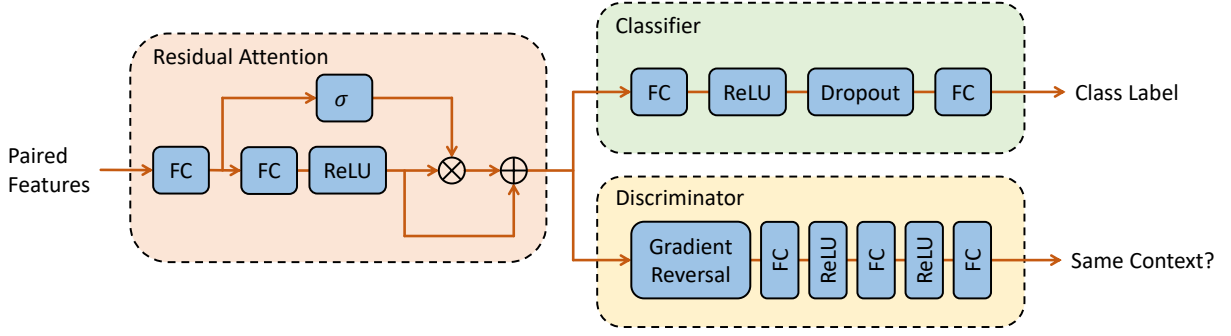 Residual Attention
σ
Paired
Features
FC
FC
ReLU
Classifier
FC
ReLU
Dropout
FC
Class Label
Discriminator
Gradient
Reversal
FC
ReLU
FC
ReLU
FC
Same Context?